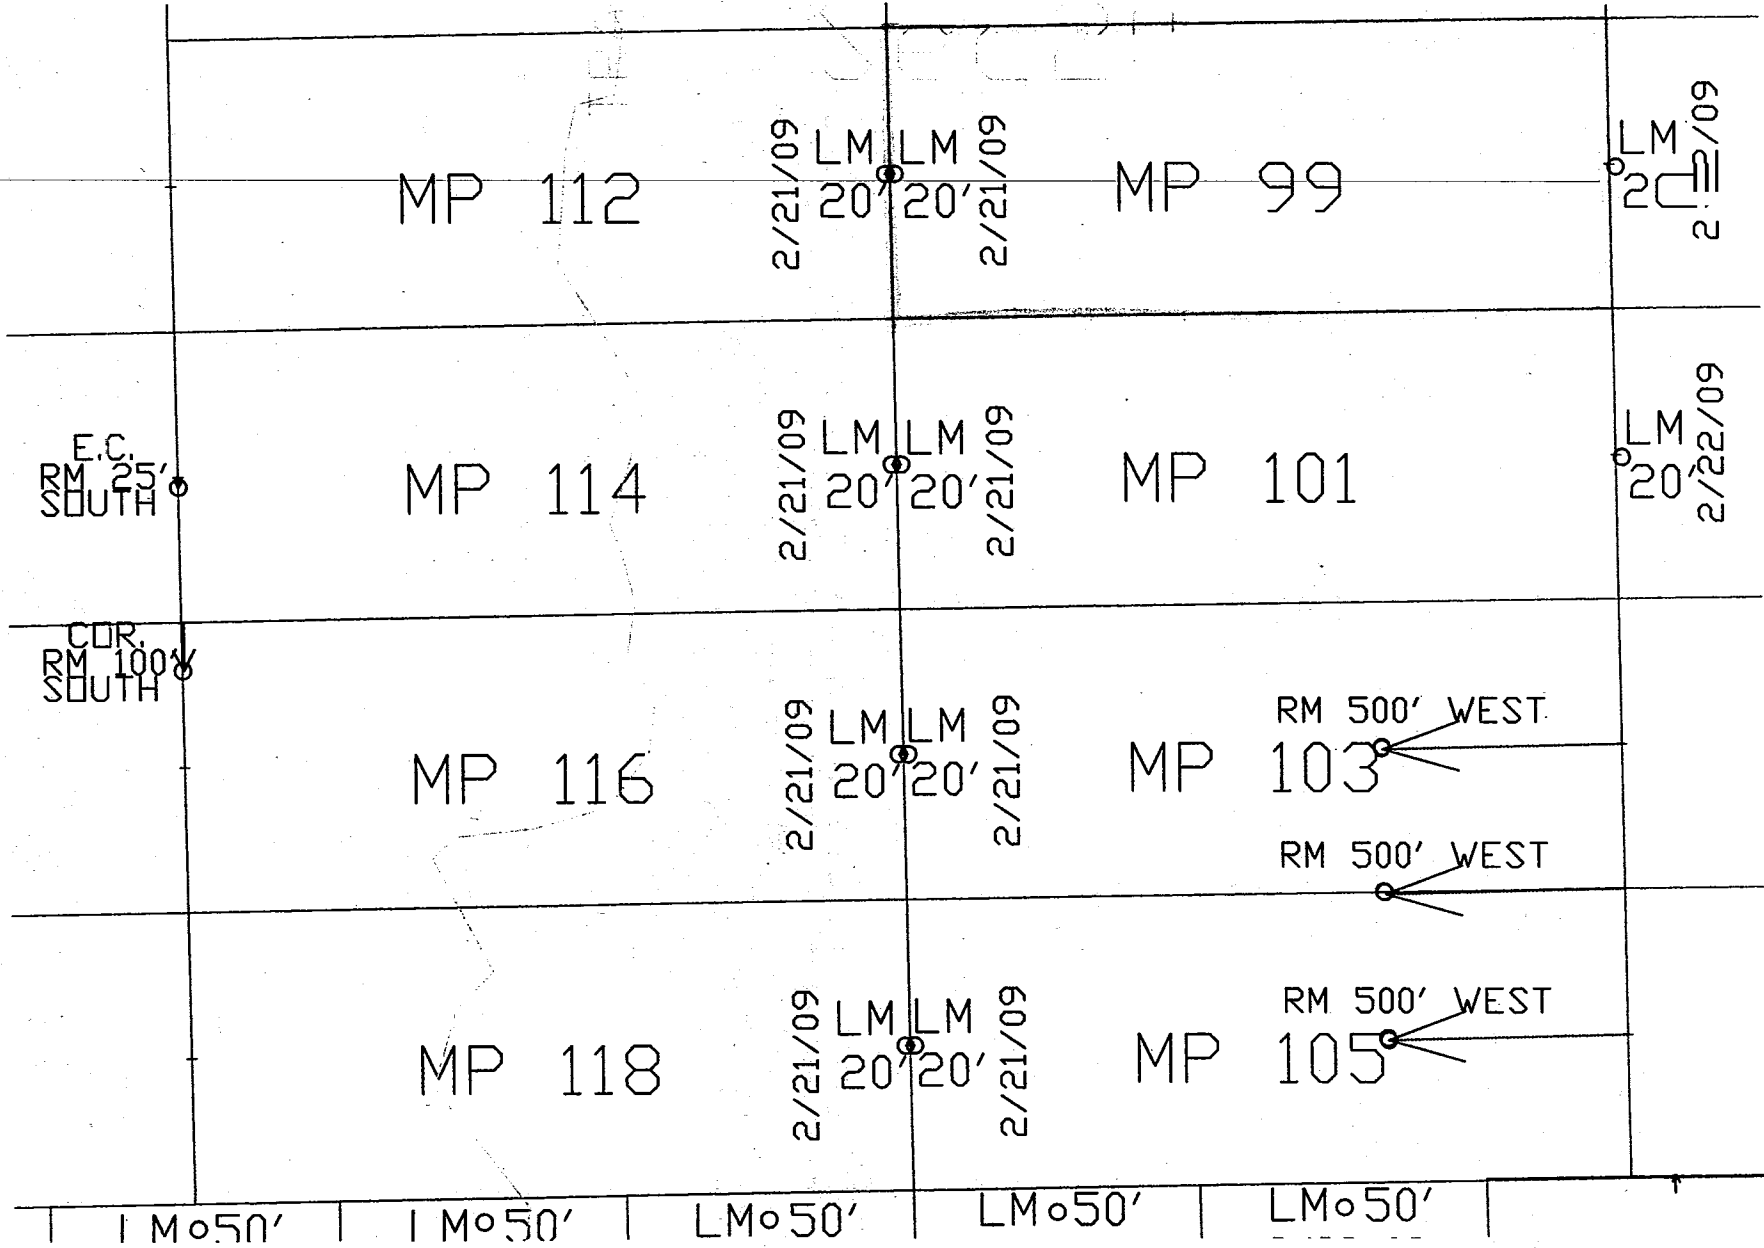 2/21/09
LM LM
20' 20'
2/21/09
MP 112
MP 99
LM
E.C.
RM 25'
SOUTH
MP 114
2/21/09
LM LM
20' 20'
2/21/09
MP 101
LM
20'
2/22/09
COR.
RM 100'
SOUTH
MP 116
2/21/09
LM LM
20' 20'
2/21/09
RM 500' WEST
MP 103
RM 500' WEST
MP 118
2/21/09
LM LM
20' 20'
2/21/09
RM 500' WEST
MP 105
LM 50'
LM 50'
LM 50'
LM 50'
LM 50'